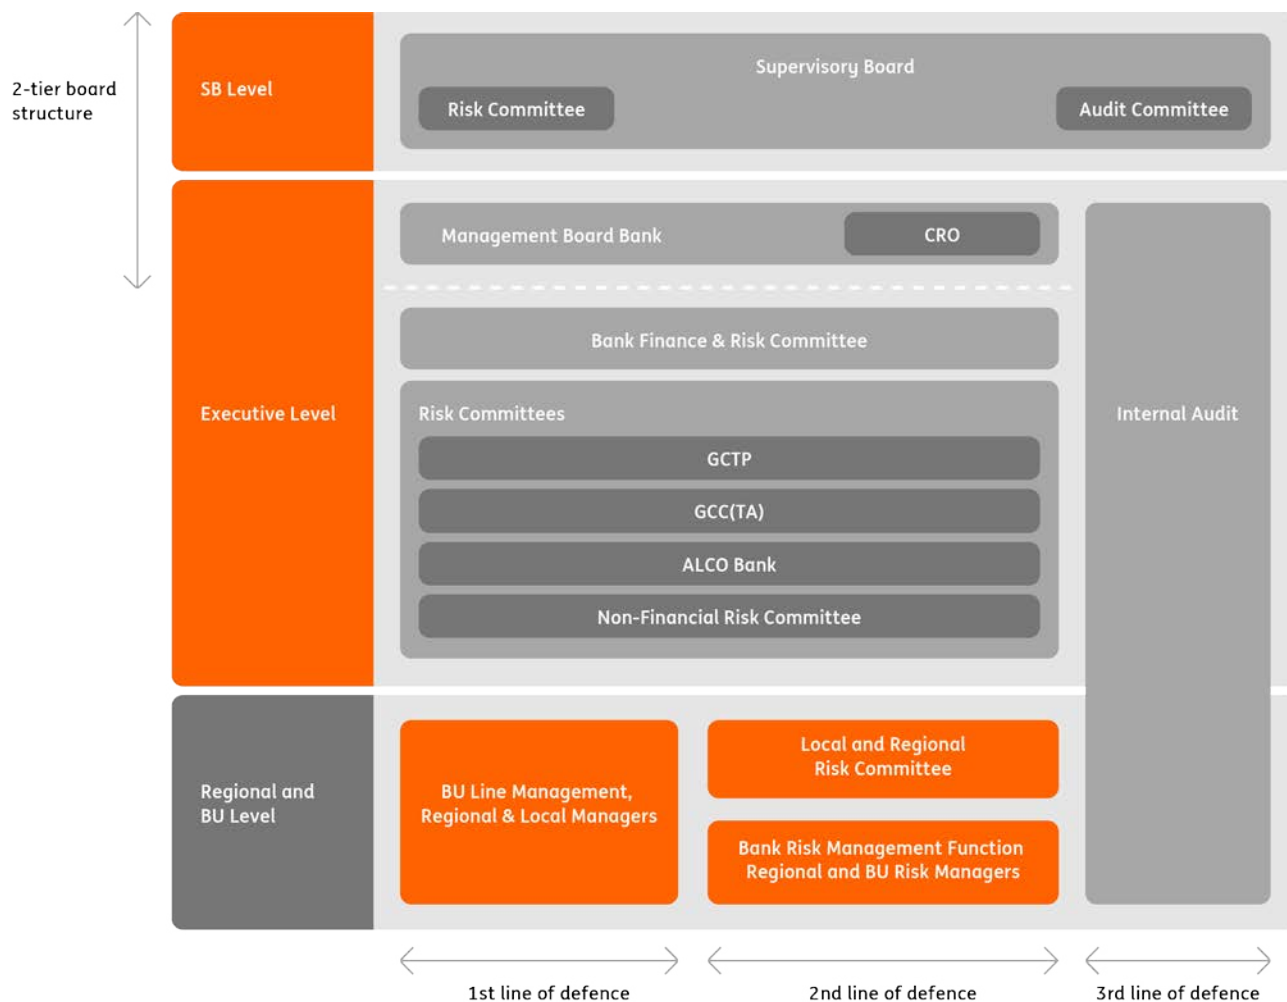 2-tier board
structure
SB Level
Supervisory Board
Risk Committee
Audit Committee
Executive Level
Management Board Bank
CRO
Bank Finance & Risk Committee
Risk Committees
GCTP
GCC(TA)
ALCO Bank
Non-Financial Risk Committee
Internal Audit
Regional and
BU Level
BU Line Management,
Regional & Local Managers
Local and Regional
Risk Committee
Bank Risk Management Function
Regional and BU Risk Managers
1st line of defence
2nd line of defence
3rd line of defence